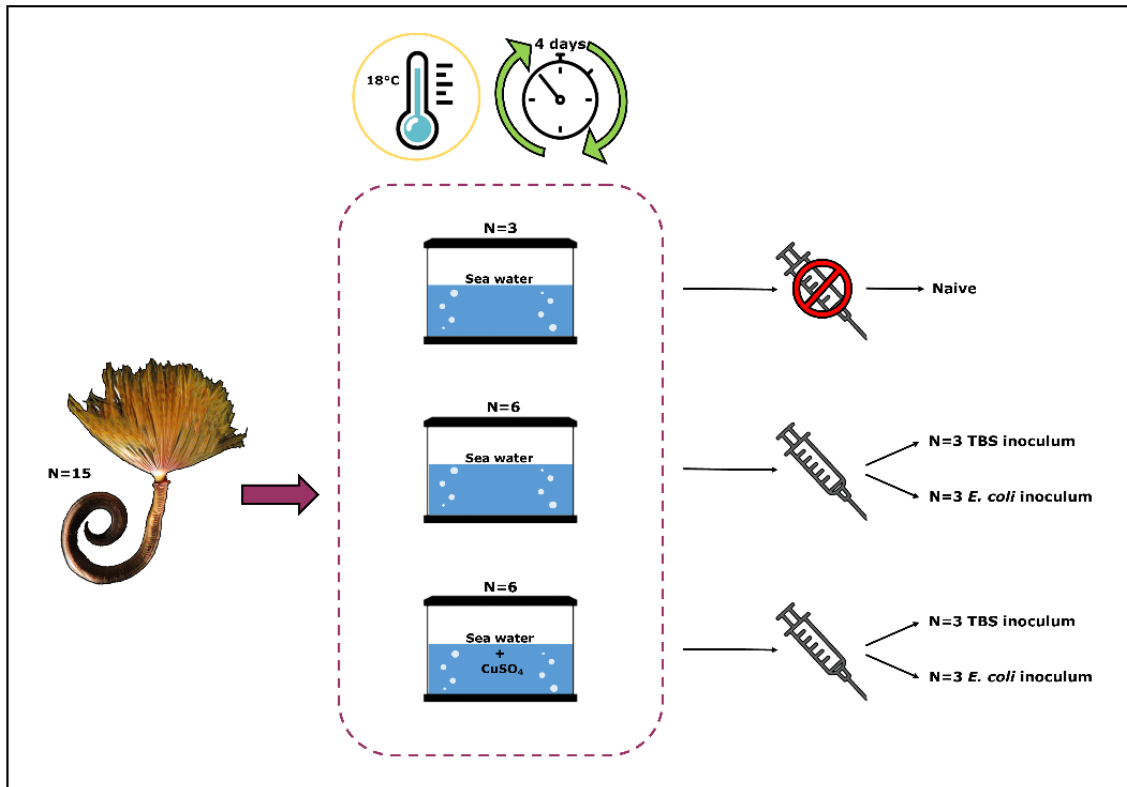 4 days
18°C
N=3
Sea water
Naive
N=15
N=6
Sea water
N=3 TBS inoculum
N=3 E. coli inoculum
N=6
Sea water
+
CuSO₄
N=3 TBS inoculum
N=3 E. coli inoculum